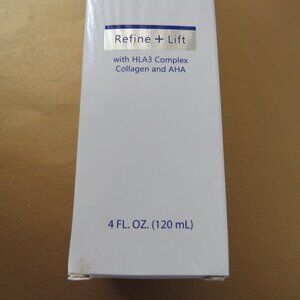 Refine + Lift
with HLA3 Complex
Collagen and AHA
4 FL. OZ. (120 mL)